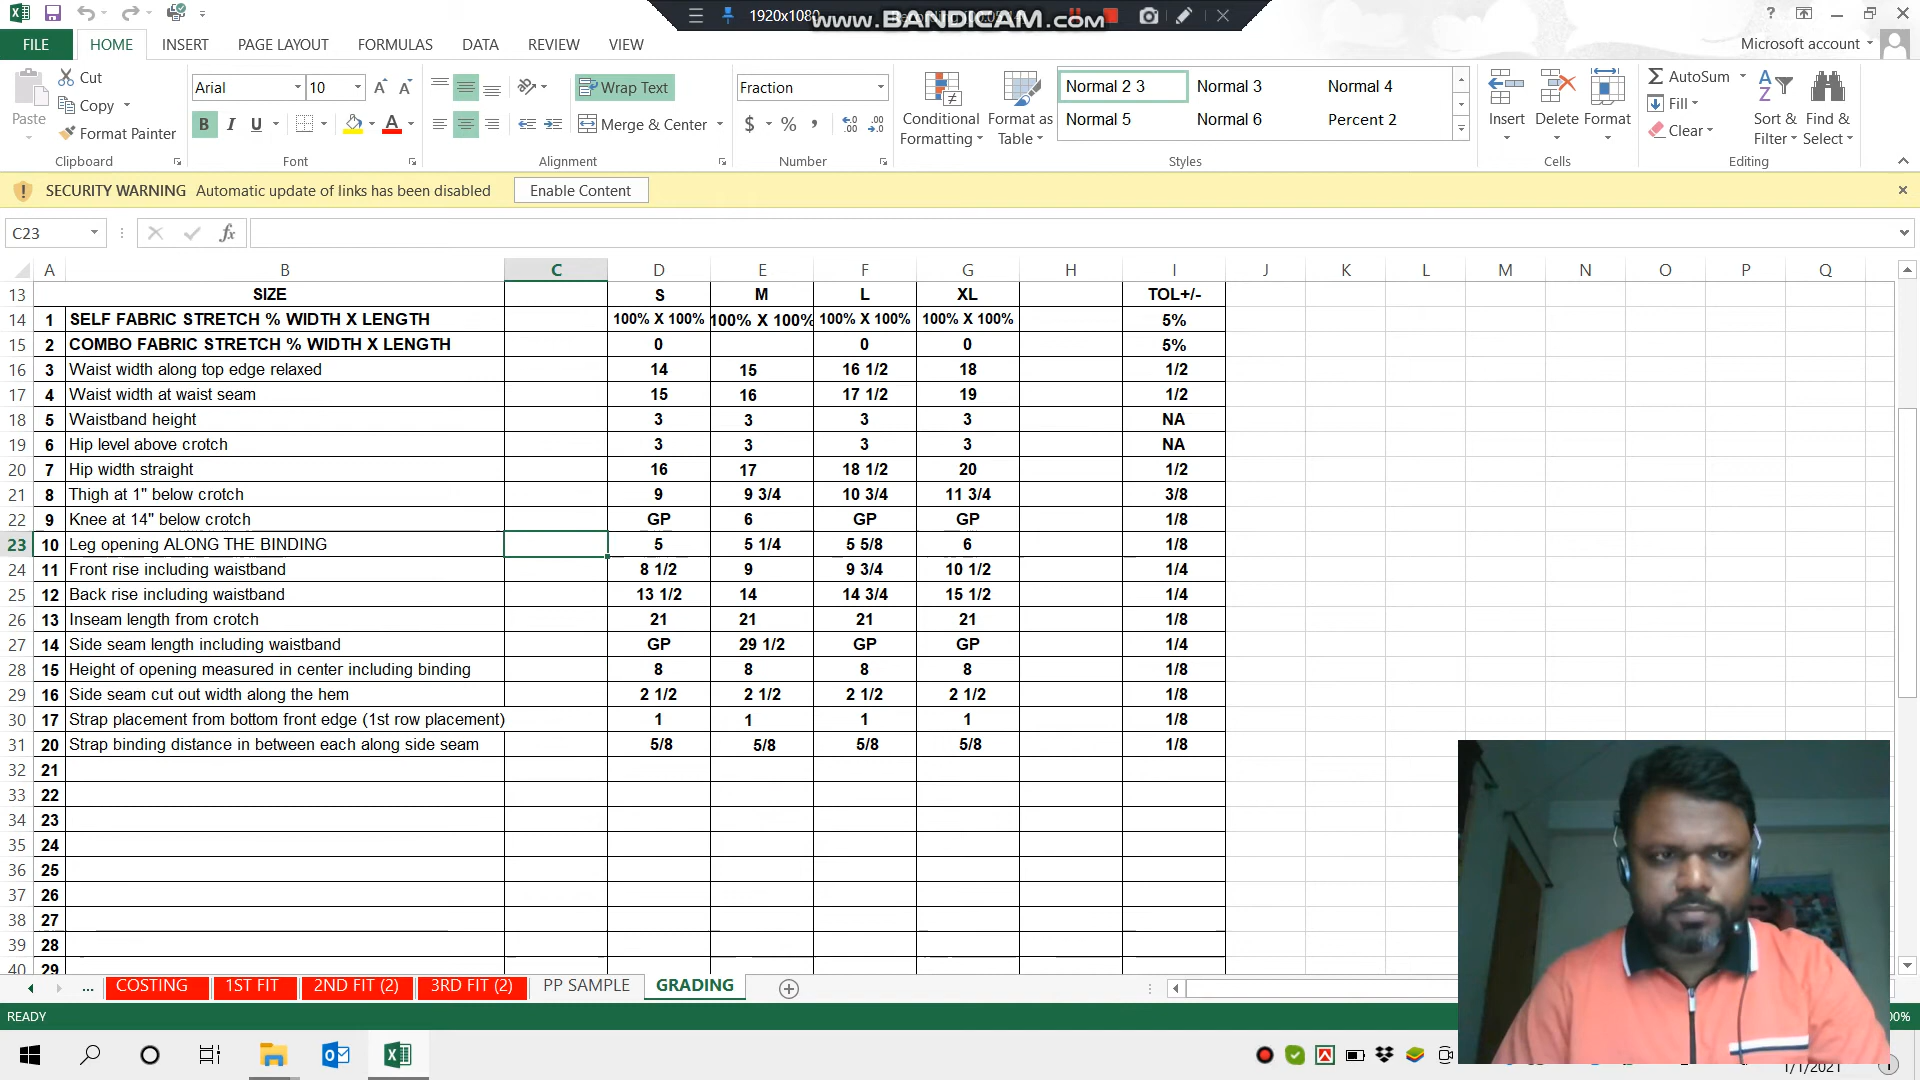 1920x1080
www.BANDICAM.com
FILE HOME INSERT PAGE LAYOUT FORMULAS DATA REVIEW VIEW Microsoft account
Paste
Cut
Copy
Format Painter
Clipboard
Arial 10
B I U
Font
Wrap Text
Merge & Center
Alignment
Fraction
$ % ,
Number
Conditional Formatting
Format as Table
Normal 2 3 Normal 3 Normal 4
Normal 5 Normal 6 Percent 2
Styles
Insert Delete Format
Cells
AutoSum
Fill
Clear
Sort & Filter
Find & Select
Editing
SECURITY WARNING Automatic update of links has been disabled Enable Content
C23 fx
A B C D E F G H I J K L M N O P Q
13 SIZE S M L XL TOL+/-
14 1 SELF FABRIC STRETCH % WIDTH X LENGTH 100% X 100% 100% X 100% 100% X 100% 100% X 100% 5%
15 2 COMBO FABRIC STRETCH % WIDTH X LENGTH 0 0 0 5%
16 3 Waist width along top edge relaxed 14 15 16 1/2 18 1/2
17 4 Waist width at waist seam 15 16 17 1/2 19 1/2
18 5 Waistband height 3 3 3 3 NA
19 6 Hip level above crotch 3 3 3 3 NA
20 7 Hip width straight 16 17 18 1/2 20 1/2
21 8 Thigh at 1" below crotch 9 9 3/4 10 3/4 11 3/4 3/8
22 9 Knee at 14" below crotch GP 6 GP GP 1/8
23 10 Leg opening ALONG THE BINDING 5 5 1/4 5 5/8 6 1/8
24 11 Front rise including waistband 8 1/2 9 9 3/4 10 1/2 1/4
25 12 Back rise including waistband 13 1/2 14 14 3/4 15 1/2 1/4
26 13 Inseam length from crotch 21 21 21 21 1/8
27 14 Side seam length including waistband GP 29 1/2 GP GP 1/4
28 15 Height of opening measured in center including binding 8 8 8 8 1/8
29 16 Side seam cut out width along the hem 2 1/2 2 1/2 2 1/2 2 1/2 1/8
30 17 Strap placement from bottom front edge (1st row placement) 1 1 1 1 1/8
31 20 Strap binding distance in between each along side seam 5/8 5/8 5/8 5/8 1/8
32 21
33 22
34 23
35 24
36 25
37 26
38 27
39 28
40 29
... COSTING 1ST FIT 2ND FIT (2) 3RD FIT (2) PP SAMPLE GRADING
READY
1/1/2021